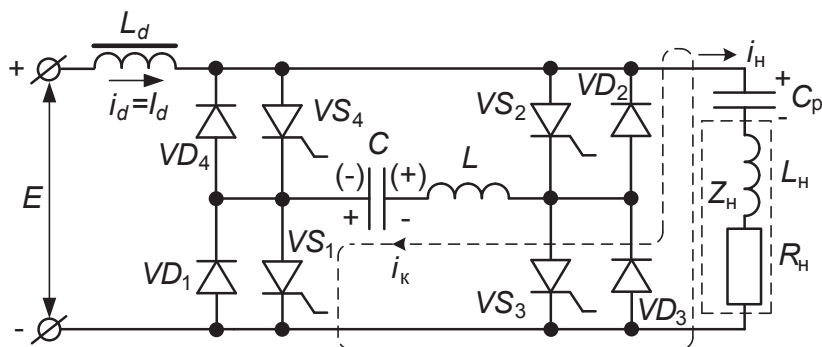 L_d
+
i_d=I_d
i_н
VD_4
VS_4
VS_2
VD_2
+
C_р
-
C
L
(-)
(+)
+
-
E
Z_н
L_н
VS_1
i_к
R_н
VD_1
VS_3
VD_3
-